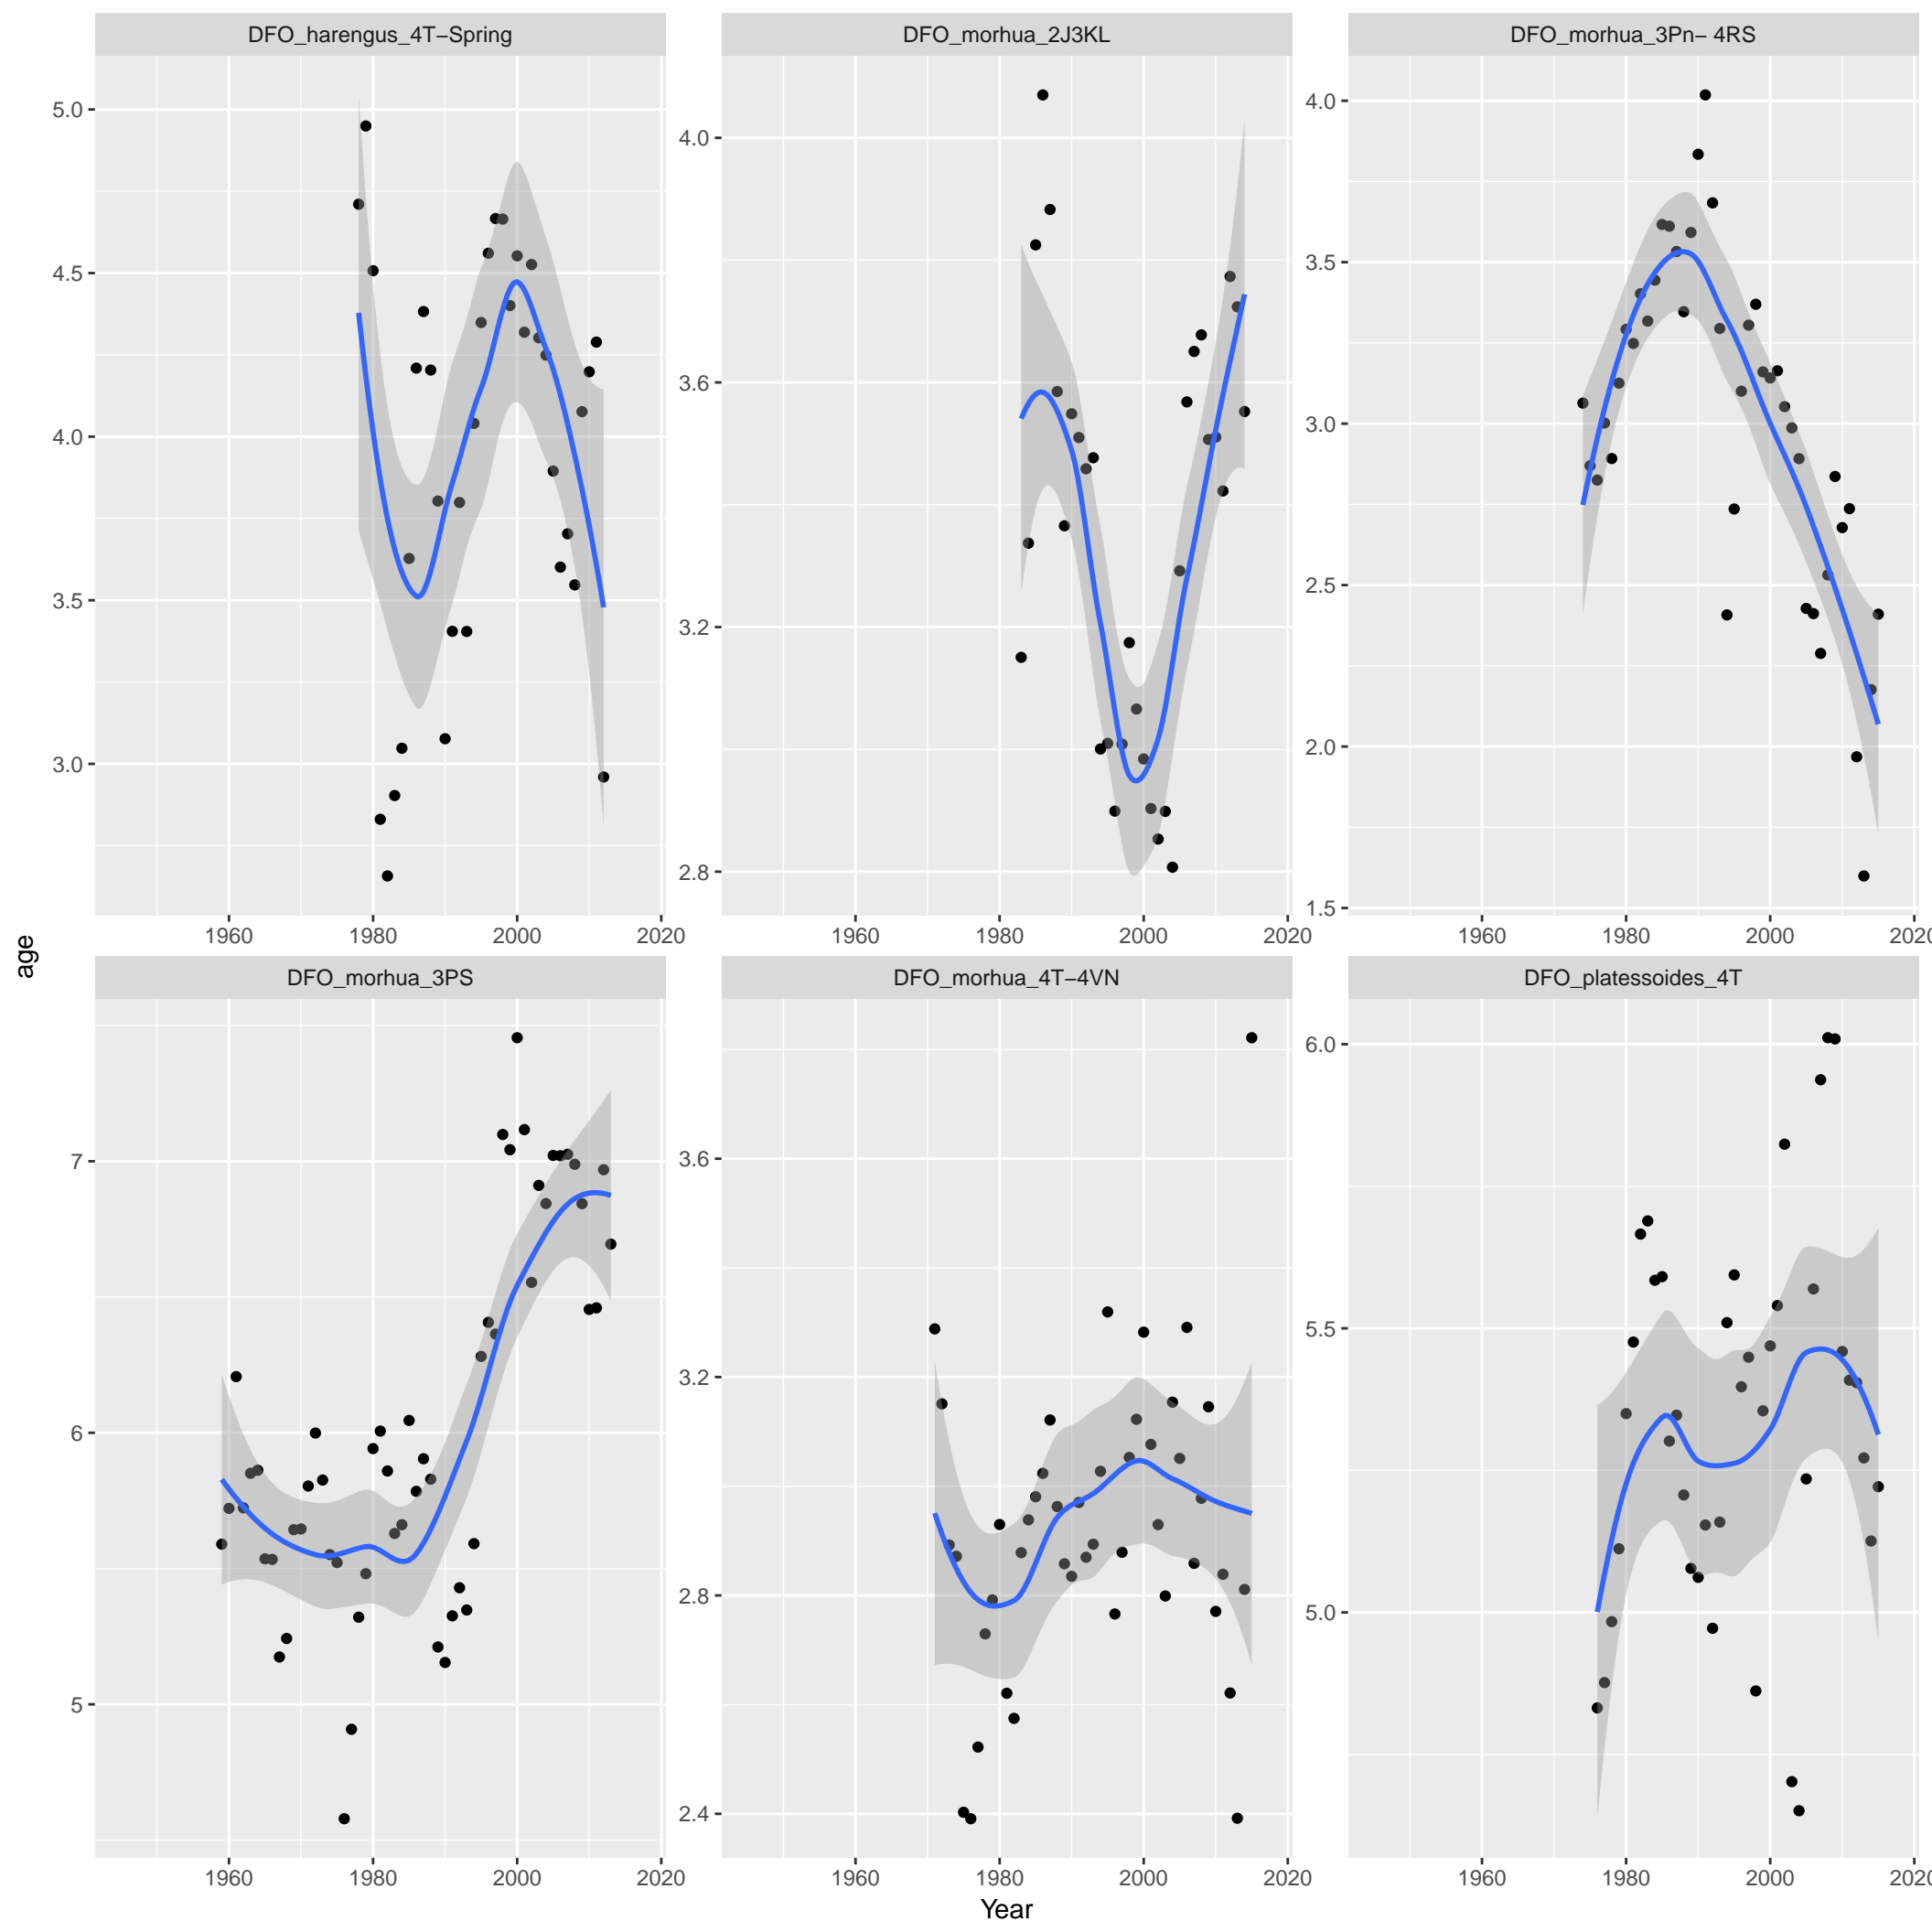 DFO_harengus_4T−Spring
DFO_morhua_2J3KL
DFO_morhua_3Pn− 4RS
5.0
4.5
4.0
3.5
3.0
4.0
3.6
3.2
2.8
4.0
3.5
3.0
2.5
2.0
1.5
1960 1980 2000 2020
1960 1980 2000 2020
1960 1980 2000 202
age
DFO_morhua_3PS
DFO_morhua_4T−4VN
DFO_platessoides_4T
7
6
5
3.6
3.2
2.8
2.4
6.0
5.5
5.0
1960 1980 2000 2020
1960 1980 2000 2020
1960 1980 2000 202
Year